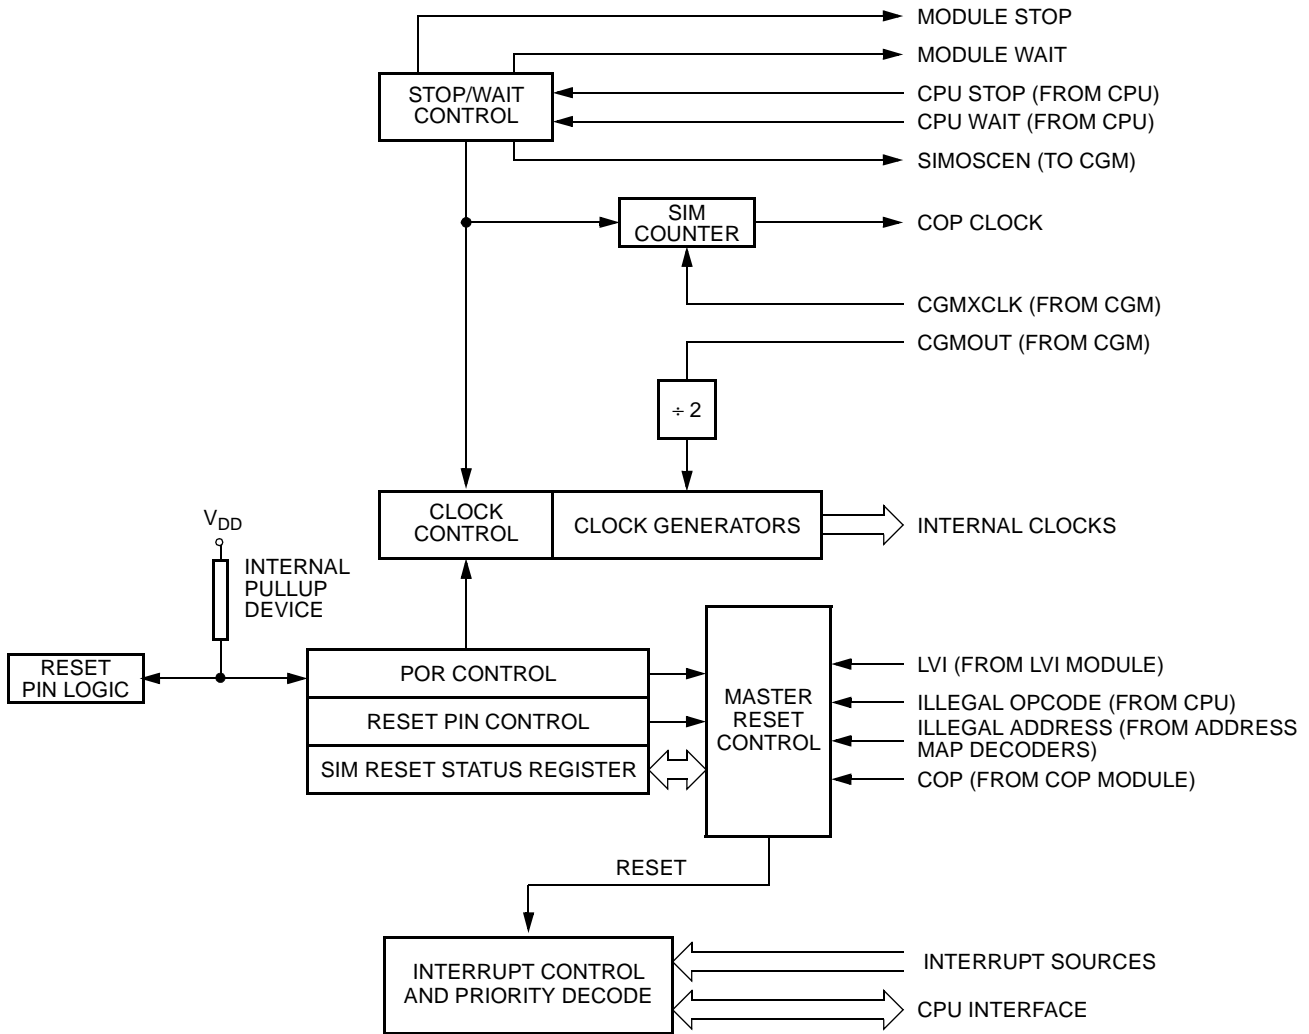 MODULE STOP
MODULE WAIT
STOP/WAIT
CONTROL
CPU STOP (FROM CPU)
CPU WAIT (FROM CPU)
SIMOSCEN (TO CGM)
SIM
COUNTER
COP CLOCK
CGMXCLK (FROM CGM)
CGMOUT (FROM CGM)
÷ 2
CLOCK
CONTROL
CLOCK GENERATORS
INTERNAL CLOCKS
VDD
INTERNAL
PULLUP
DEVICE
RESET
PIN LOGIC
POR CONTROL
RESET PIN CONTROL
SIM RESET STATUS REGISTER
MASTER
RESET
CONTROL
LVI (FROM LVI MODULE)
ILLEGAL OPCODE (FROM CPU)
ILLEGAL ADDRESS (FROM ADDRESS
MAP DECODERS)
COP (FROM COP MODULE)
RESET
INTERRUPT CONTROL
AND PRIORITY DECODE
INTERRUPT SOURCES
CPU INTERFACE